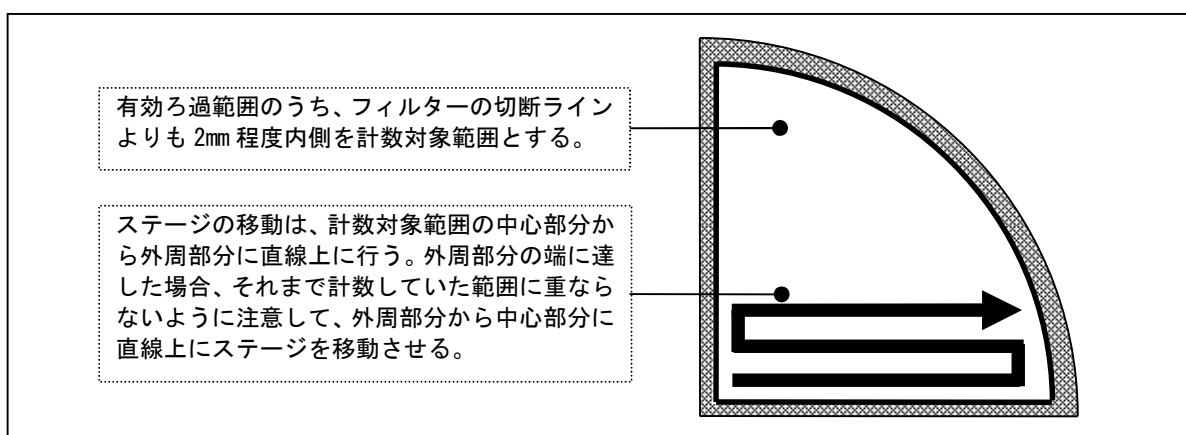 有効ろ過範囲のうち、フィルターの切断ライン
よりも 2mm 程度内側を計数対象範囲とする。
ステージの移動は、計数対象範囲の中心部分か
ら外周部分に直線上に行う。外周部分の端に達
した場合、それまで計数していた範囲に重なら
ないように注意して、外周部分から中心部分に
直線上にステージを移動させる。